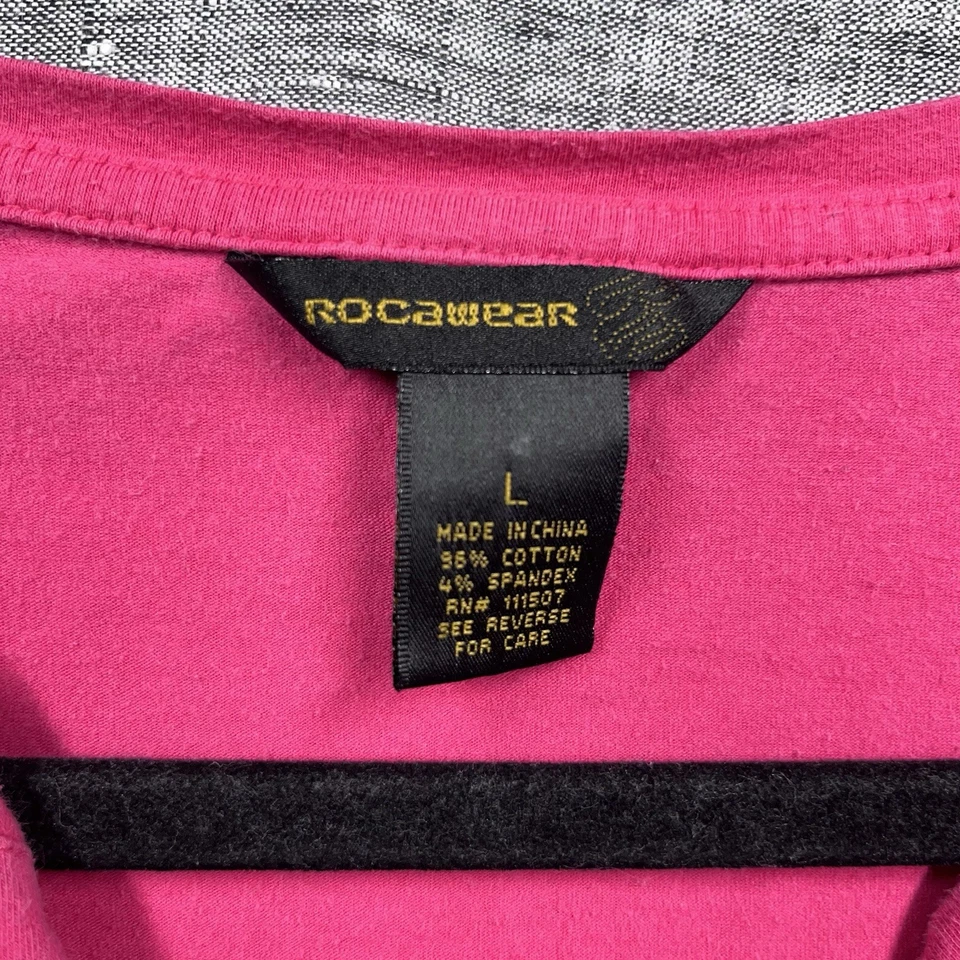 ROCaweaR
L
MADE IN CHINA
96% COTTON
4% SPANDEX
RN# 111507
SEE REVERSE
FOR CARE